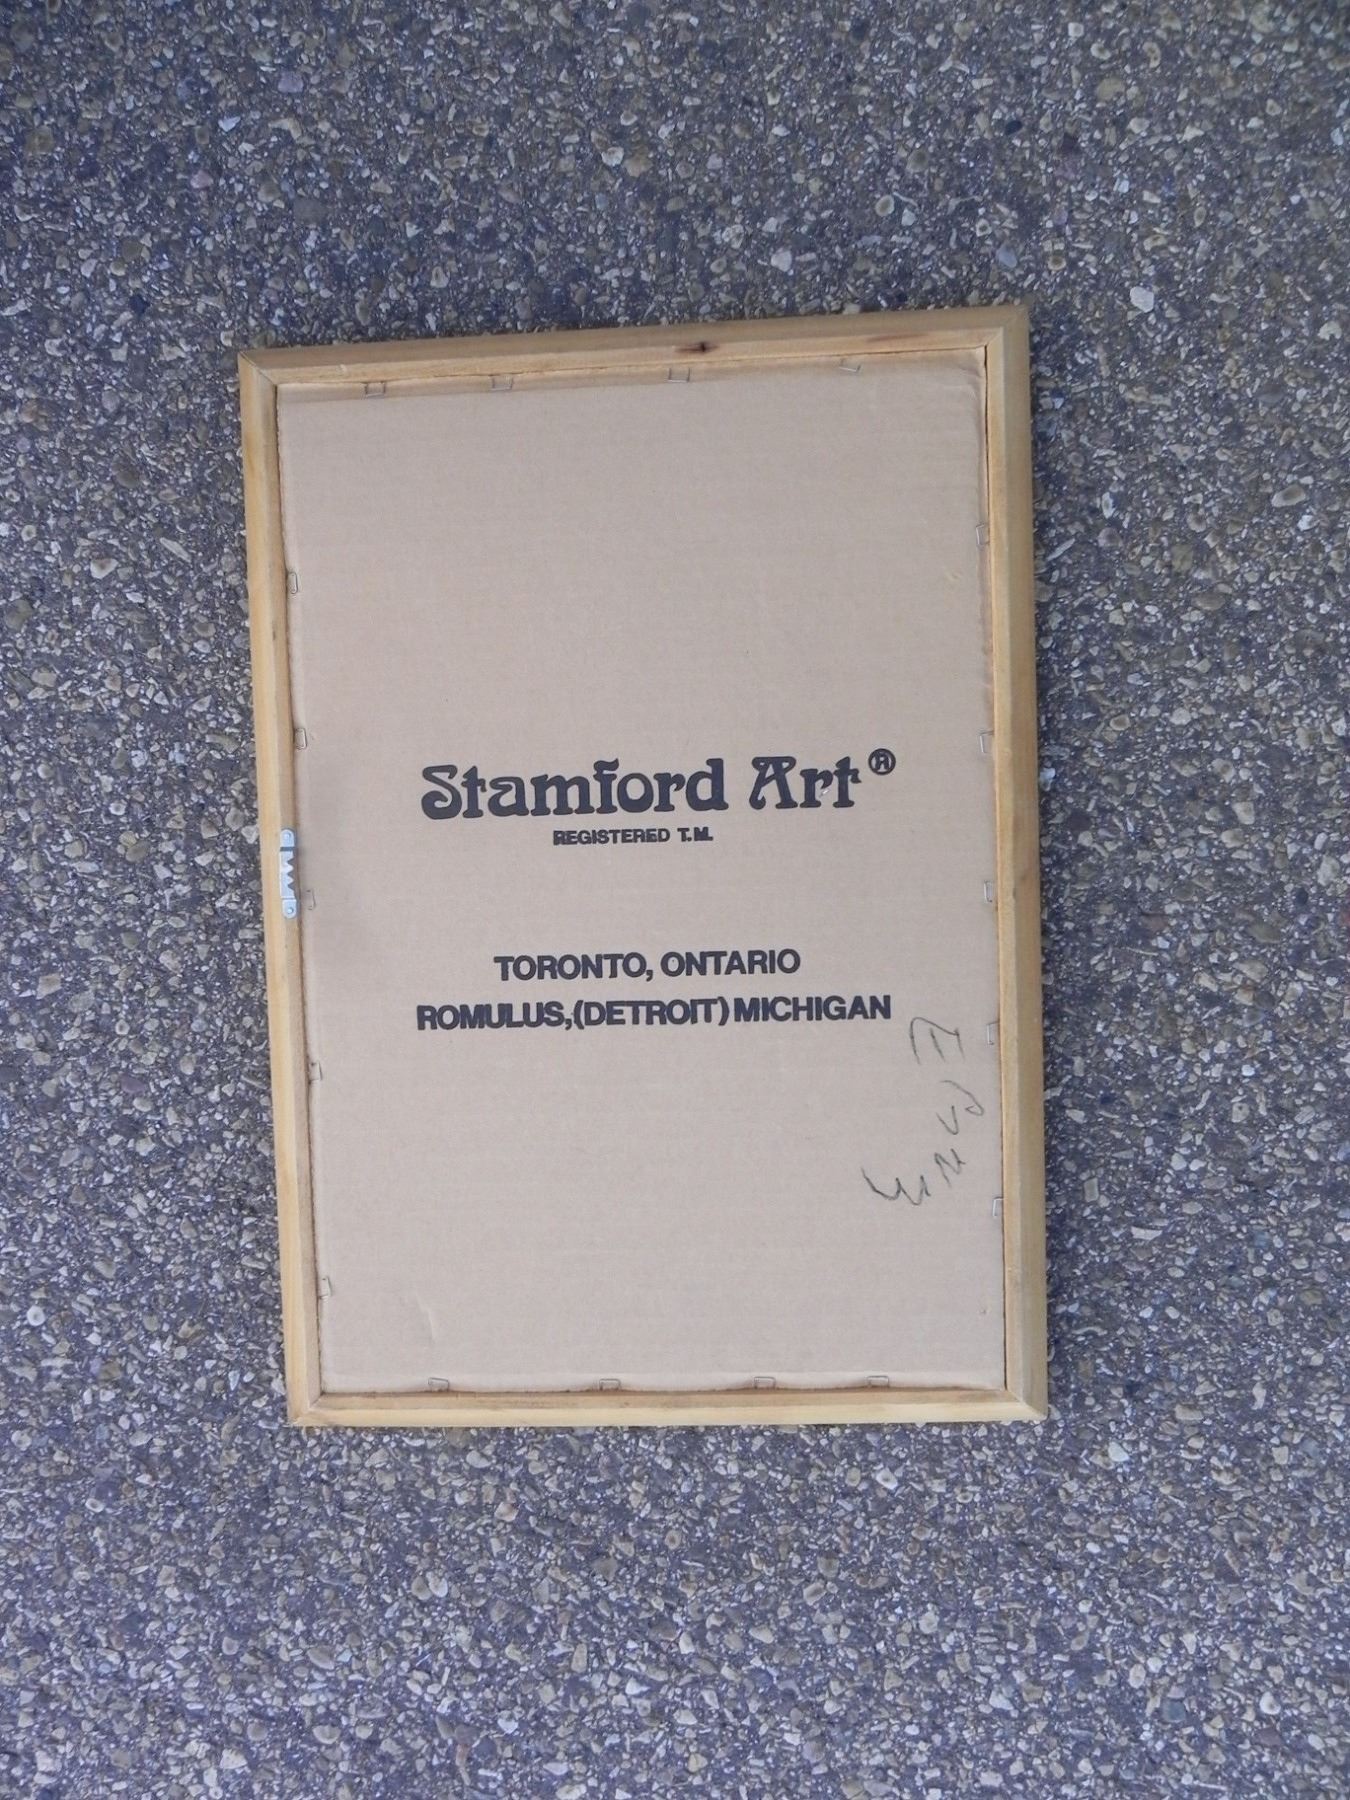 Stamford Art ®
REGISTERED T.M.
TORONTO, ONTARIO
ROMULUS,(DETROIT) MICHIGAN